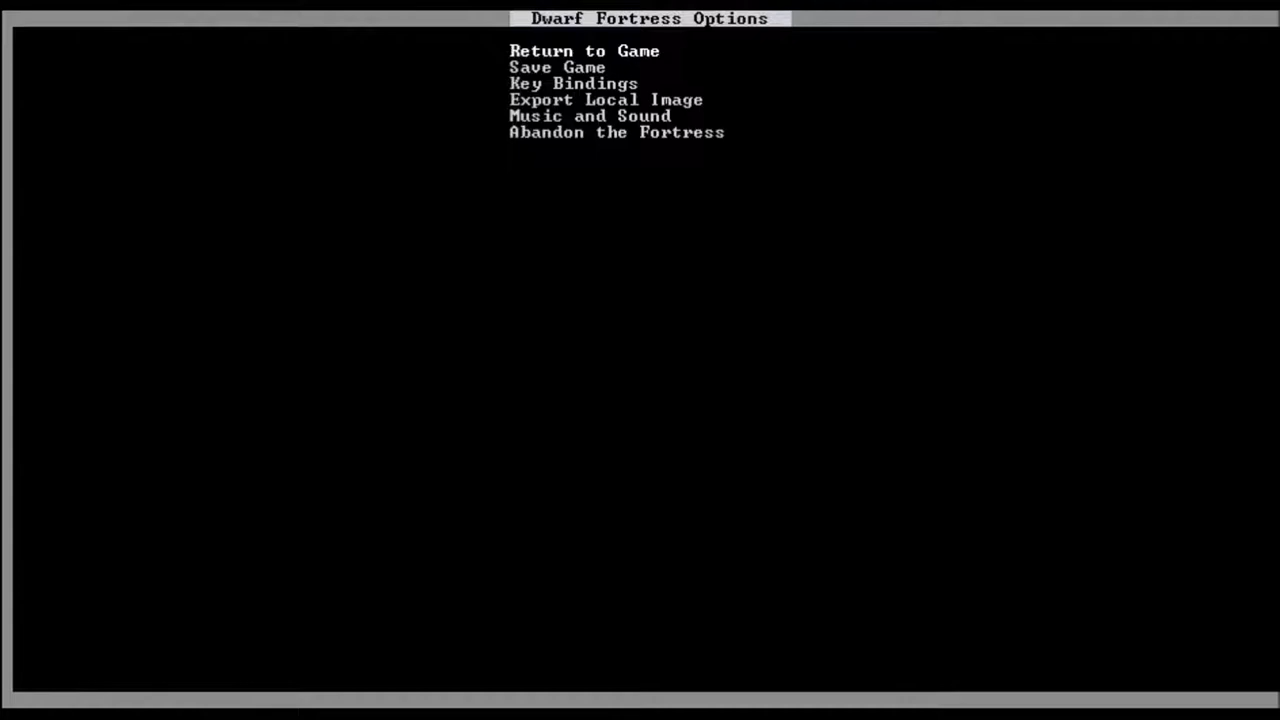 Dwarf Fortress Options
Return to Game
Save Game
Key Bindings
Export Local Image
Music and Sound
Abandon the Fortress